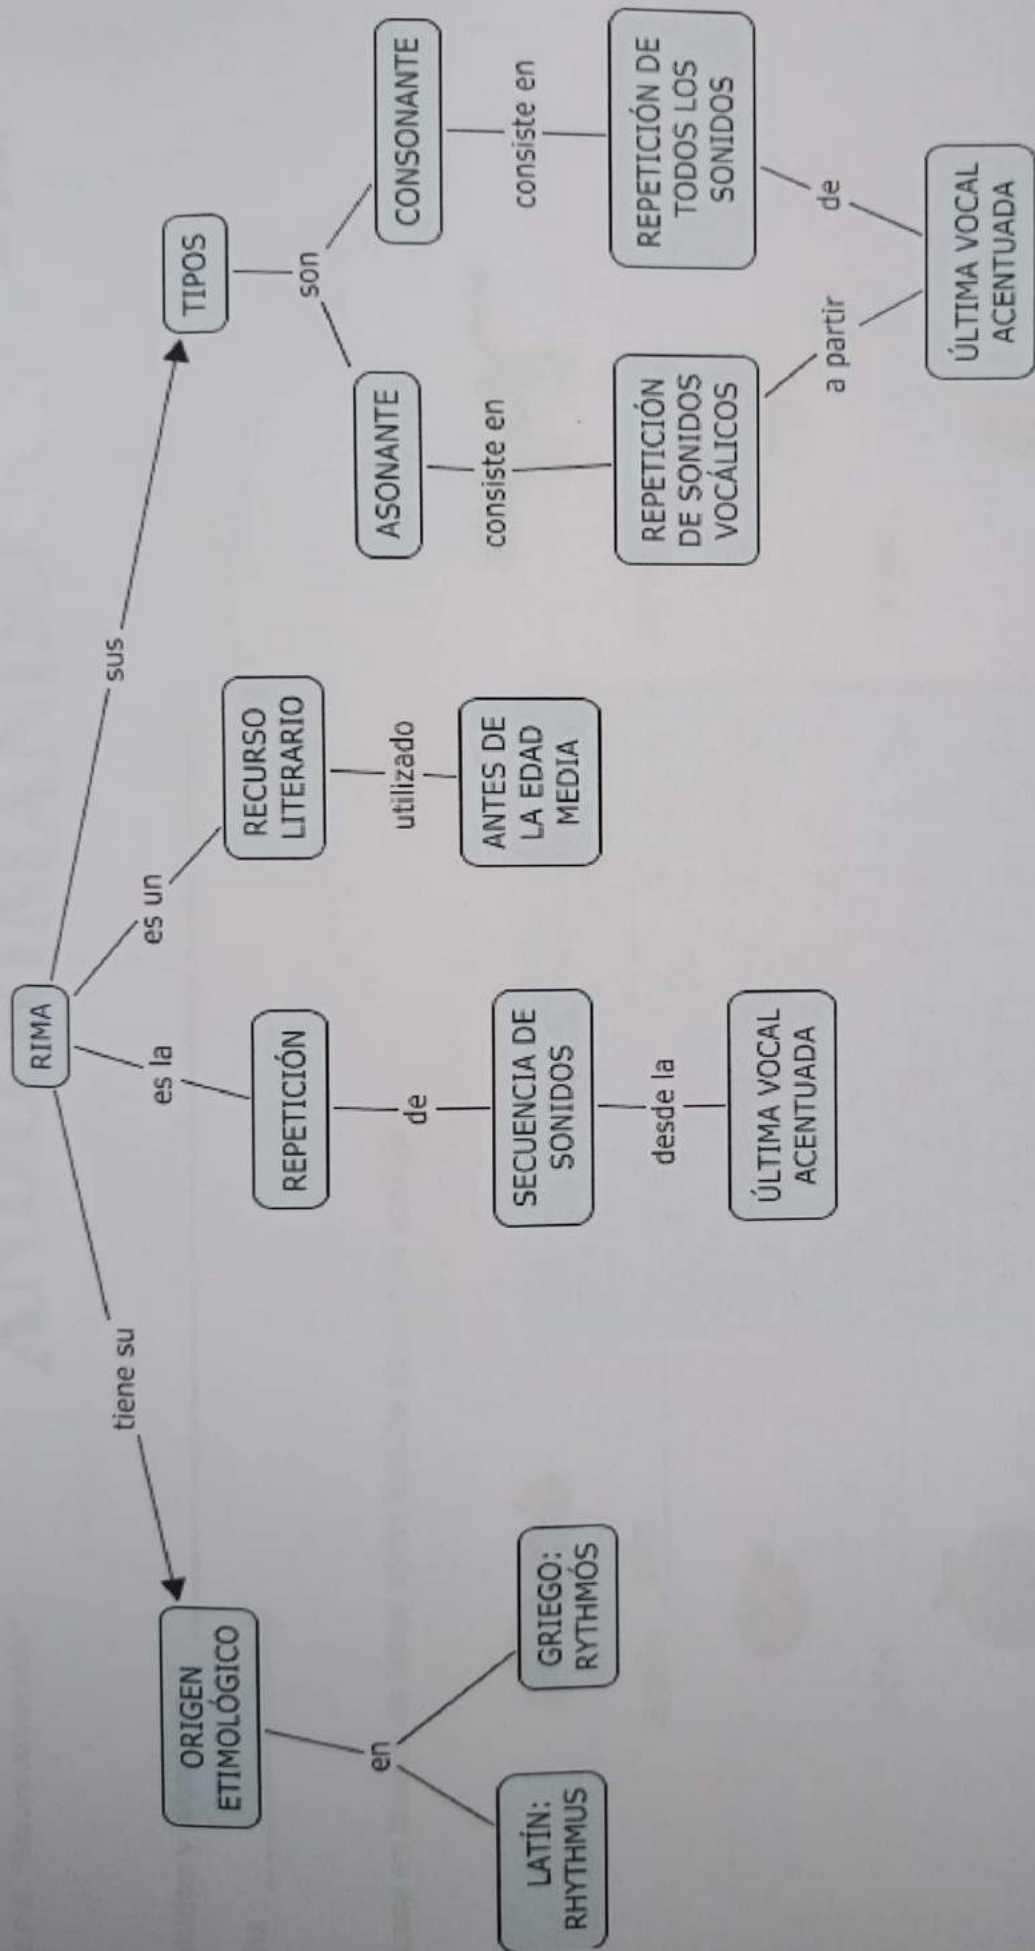 RIMA
tiene su
es la
es un
sus
ORIGEN
ETIMOLÓGICO
en
LATÍN:
RHYTHMUS
GRIEGO:
RYTHMÓS
REPETICIÓN
de
SECUENCIA DE
SONIDOS
desde la
ÚLTIMA VOCAL
ACENTUADA
RECURSO
LITERARIO
utilizado
ANTES DE
LA EDAD
MEDIA
TIPOS
son
ASONANTE
consiste en
REPETICIÓN
DE SONIDOS
VOCÁLICOS
a partir
CONSONANTE
consiste en
REPETICIÓN DE
TODOS LOS
SONIDOS
de
ÚLTIMA VOCAL
ACENTUADA